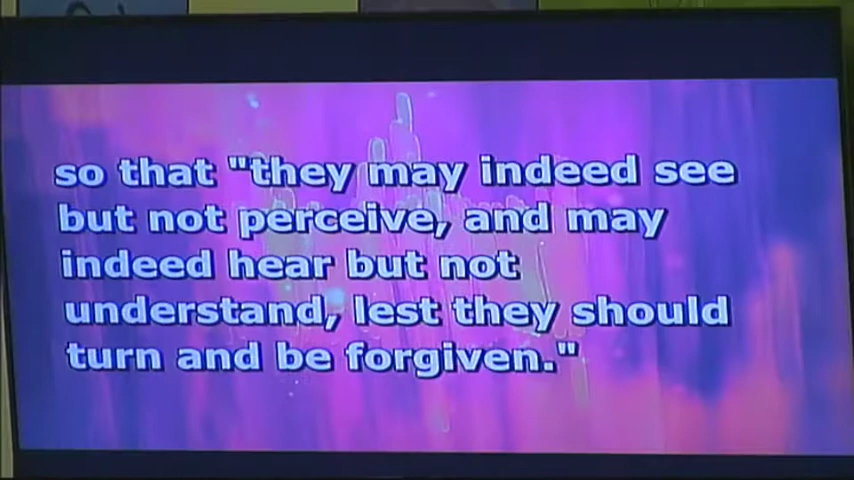 so that "they may indeed see
but not perceive, and may
indeed hear but not
understand, lest they should
turn and be forgiven."